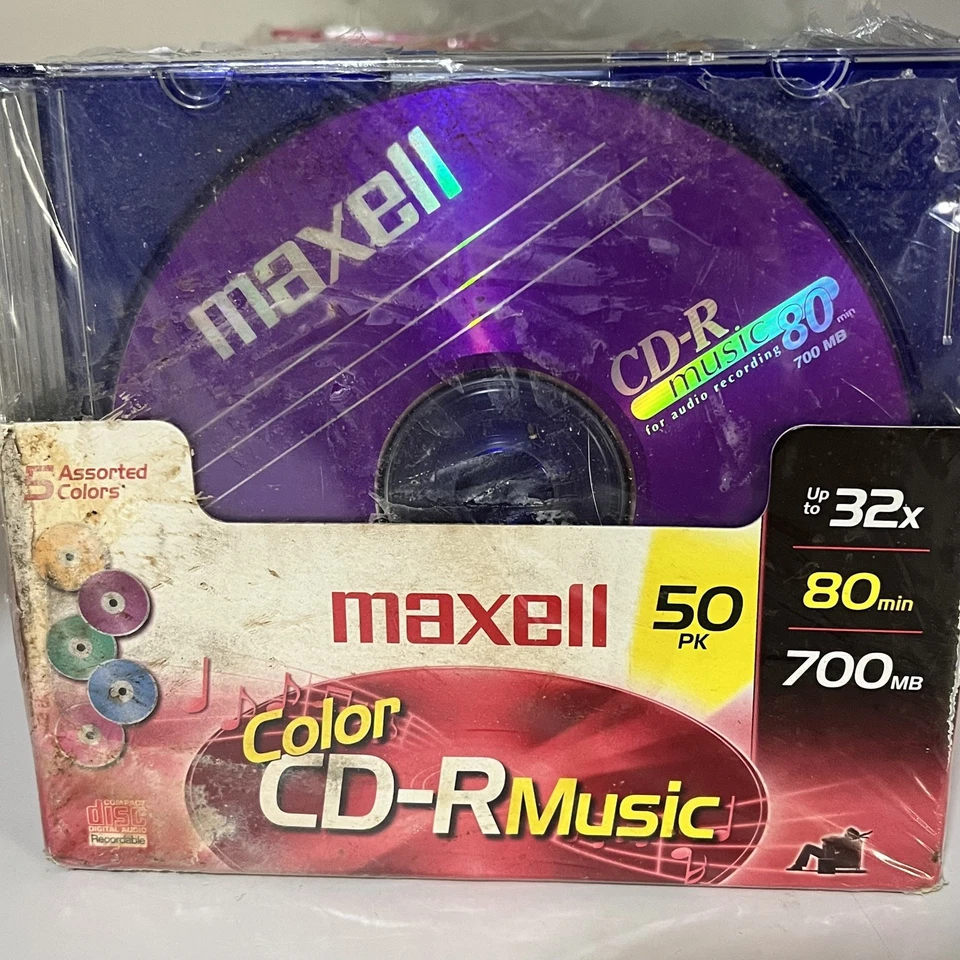 maxell
CD-R
music 80 min
for audio recording 700 MB
5 Assorted
Colors
Up
to 32x
80min
700MB
maxell
50
PK
Color
CD-R Music
COMPACT
disc
DIGITAL AUDIO
Recordable